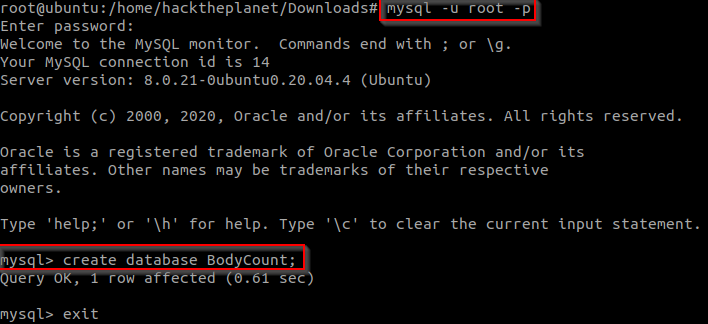 root@ubuntu:/home/hacktheplanet/Downloads# mysql -u root -p
Enter password:
Welcome to the MySQL monitor.  Commands end with ; or \g.
Your MySQL connection id is 14
Server version: 8.0.21-0ubuntu0.20.04.4 (Ubuntu)
Copyright (c) 2000, 2020, Oracle and/or its affiliates. All rights reserved.
Oracle is a registered trademark of Oracle Corporation and/or its
affiliates. Other names may be trademarks of their respective
owners.
Type 'help;' or '\h' for help. Type '\c' to clear the current input statement.
mysql> create database BodyCount;
Query OK, 1 row affected (0.61 sec)
mysql> exit